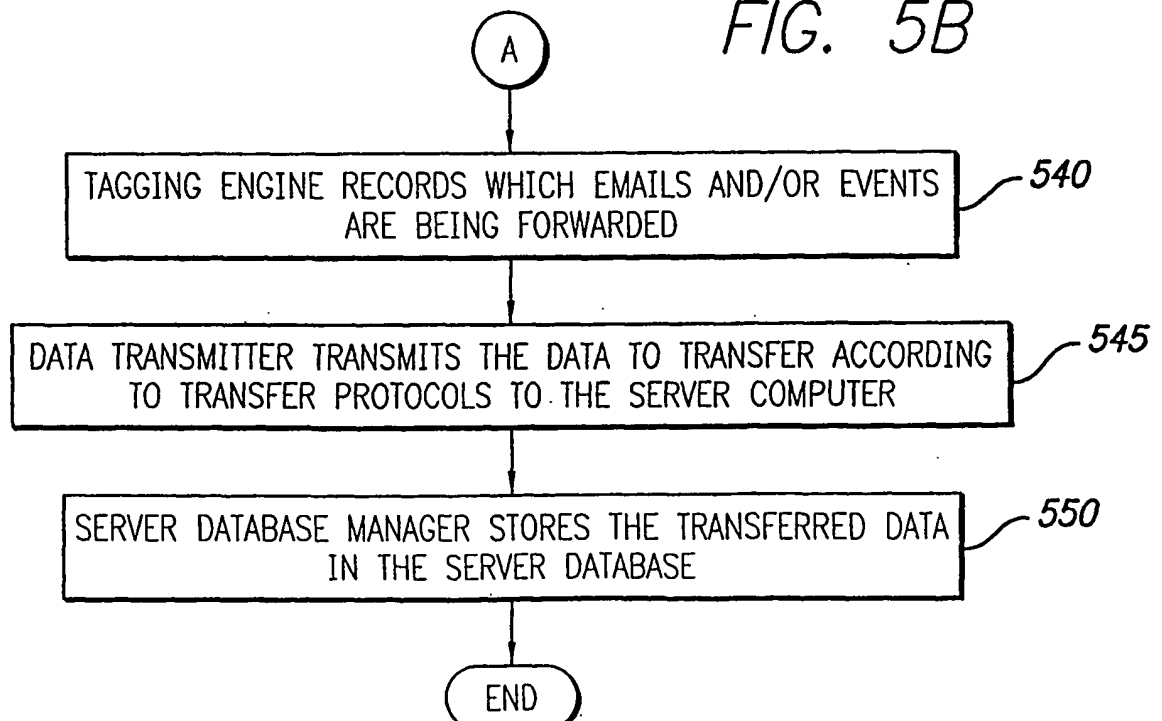 FIG. 5B
A
TAGGING ENGINE RECORDS WHICH EMAILS AND/OR EVENTS
ARE BEING FORWARDED
540
DATA TRANSMITTER TRANSMITS THE DATA TO TRANSFER ACCORDING
TO TRANSFER PROTOCOLS TO THE SERVER COMPUTER
545
SERVER DATABASE MANAGER STORES THE TRANSFERRED DATA
IN THE SERVER DATABASE
550
END